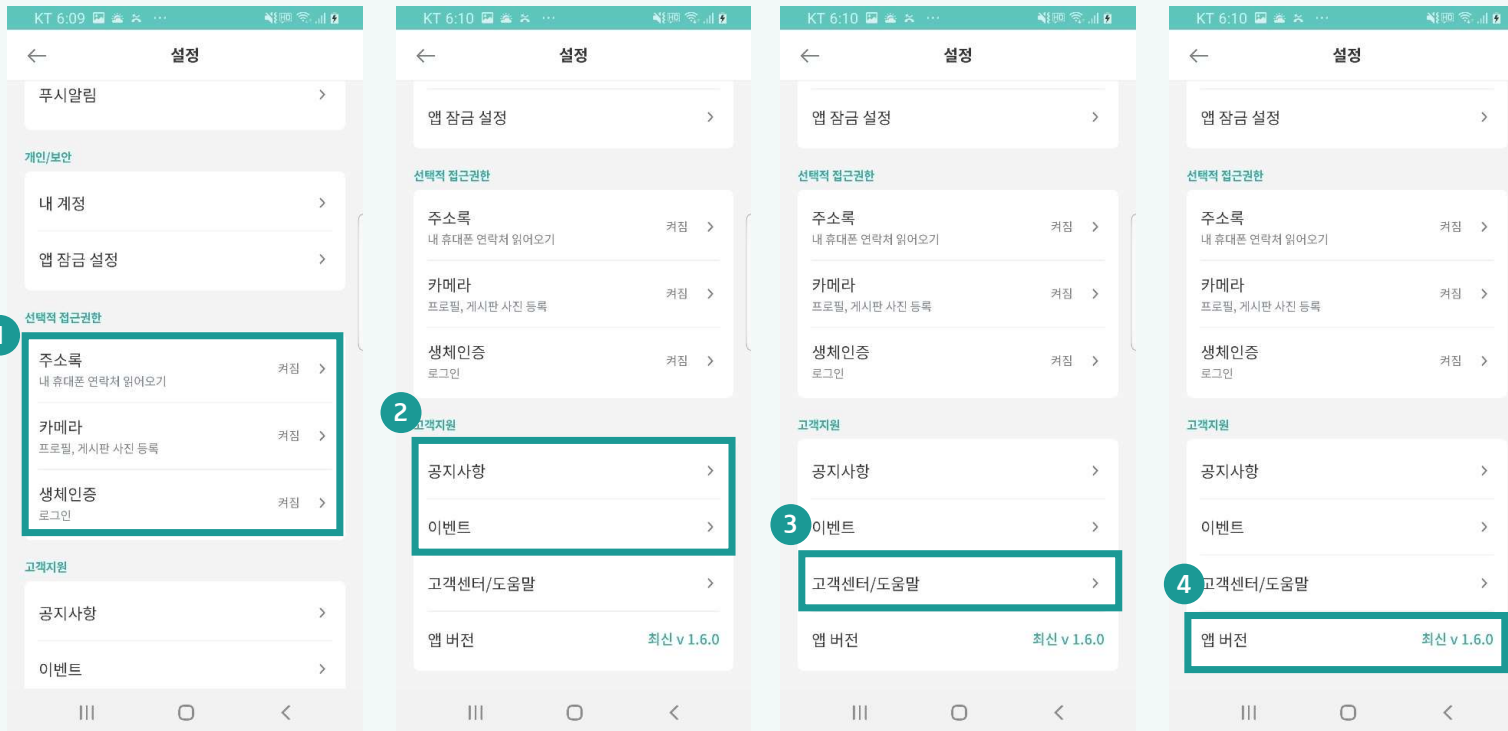 KT 6:09
설정
푸시알림
개인/보안
내 계정
앱 잠금 설정
선택적 접근권한
1
주소록
켜짐
내 휴대폰 연락처 읽어오기
카메라
켜짐
프로필, 게시판 사진 등록
생체인증
켜짐
로그인
고객지원
공지사항
이벤트
KT 6:10
설정
앱 잠금 설정
선택적 접근권한
주소록
켜짐
내 휴대폰 연락처 읽어오기
카메라
켜짐
프로필, 게시판 사진 등록
생체인증
켜짐
로그인
2
고객지원
공지사항
이벤트
고객센터/도움말
앱 버전 최신 v 1.6.0
KT 6:10
설정
앱 잠금 설정
선택적 접근권한
주소록
켜짐
내 휴대폰 연락처 읽어오기
카메라
켜짐
프로필, 게시판 사진 등록
생체인증
켜짐
로그인
고객지원
공지사항
3
이벤트
고객센터/도움말
앱 버전 최신 v 1.6.0
KT 6:10
설정
앱 잠금 설정
선택적 접근권한
주소록
켜짐
내 휴대폰 연락처 읽어오기
카메라
켜짐
프로필, 게시판 사진 등록
생체인증
켜짐
로그인
고객지원
공지사항
이벤트
4
고객센터/도움말
앱 버전 최신 v 1.6.0